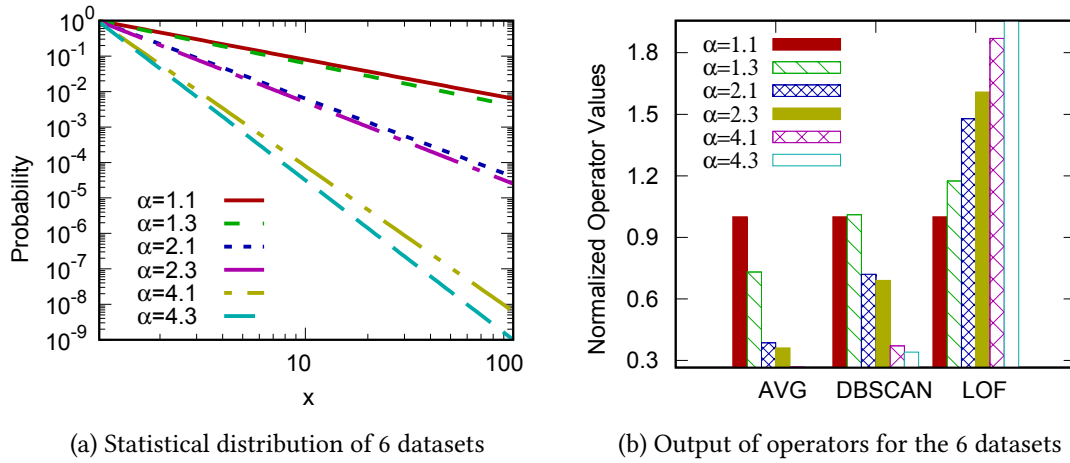 10^0
10^-1
10^-2
10^-3
10^-4
10^-5
10^-6
10^-7
10^-8
10^-9
Probability
α=1.1
α=1.3
α=2.1
α=2.3
α=4.1
α=4.3
10
100
x
(a) Statistical distribution of 6 datasets
1.8
1.5
1.2
0.9
0.6
0.3
Normalized Operator Values
α=1.1
α=1.3
α=2.1
α=2.3
α=4.1
α=4.3
AVG DBSCAN LOF
(b) Output of operators for the 6 datasets